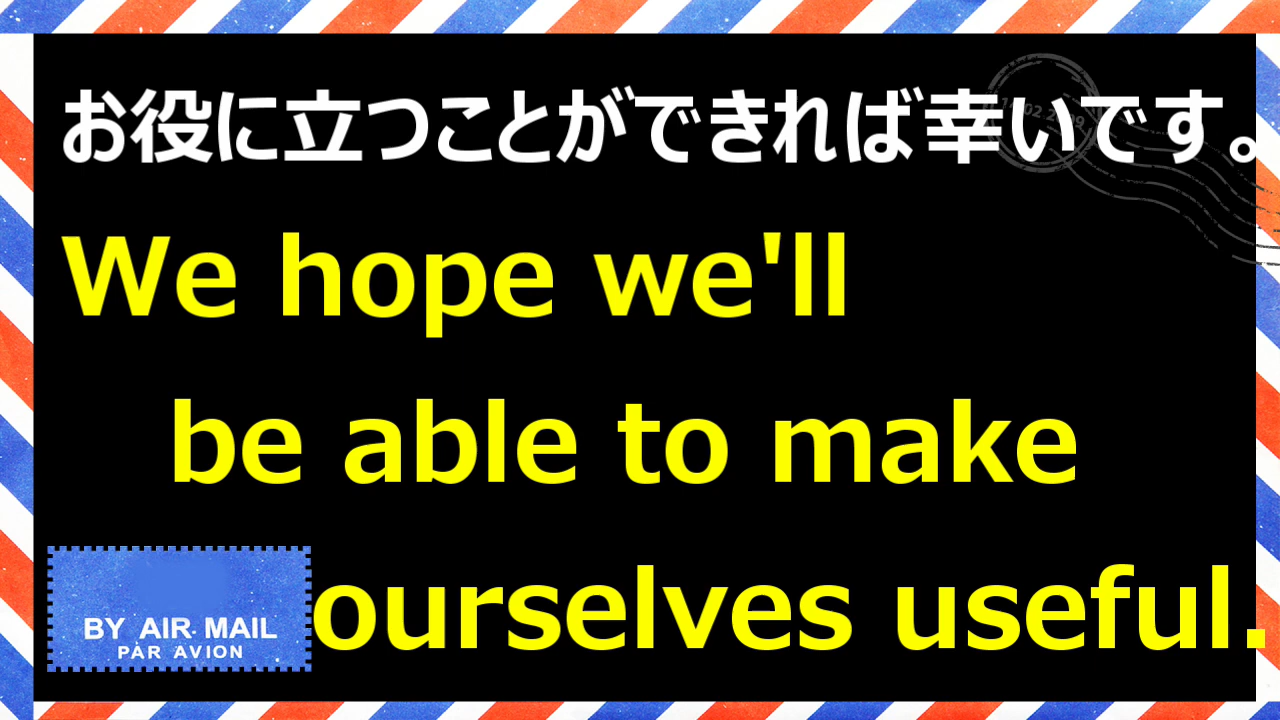 お役に立つことができれば幸いです。
We hope we'll
be able to make
ourselves useful.
BY AIR MAIL
PAR AVION